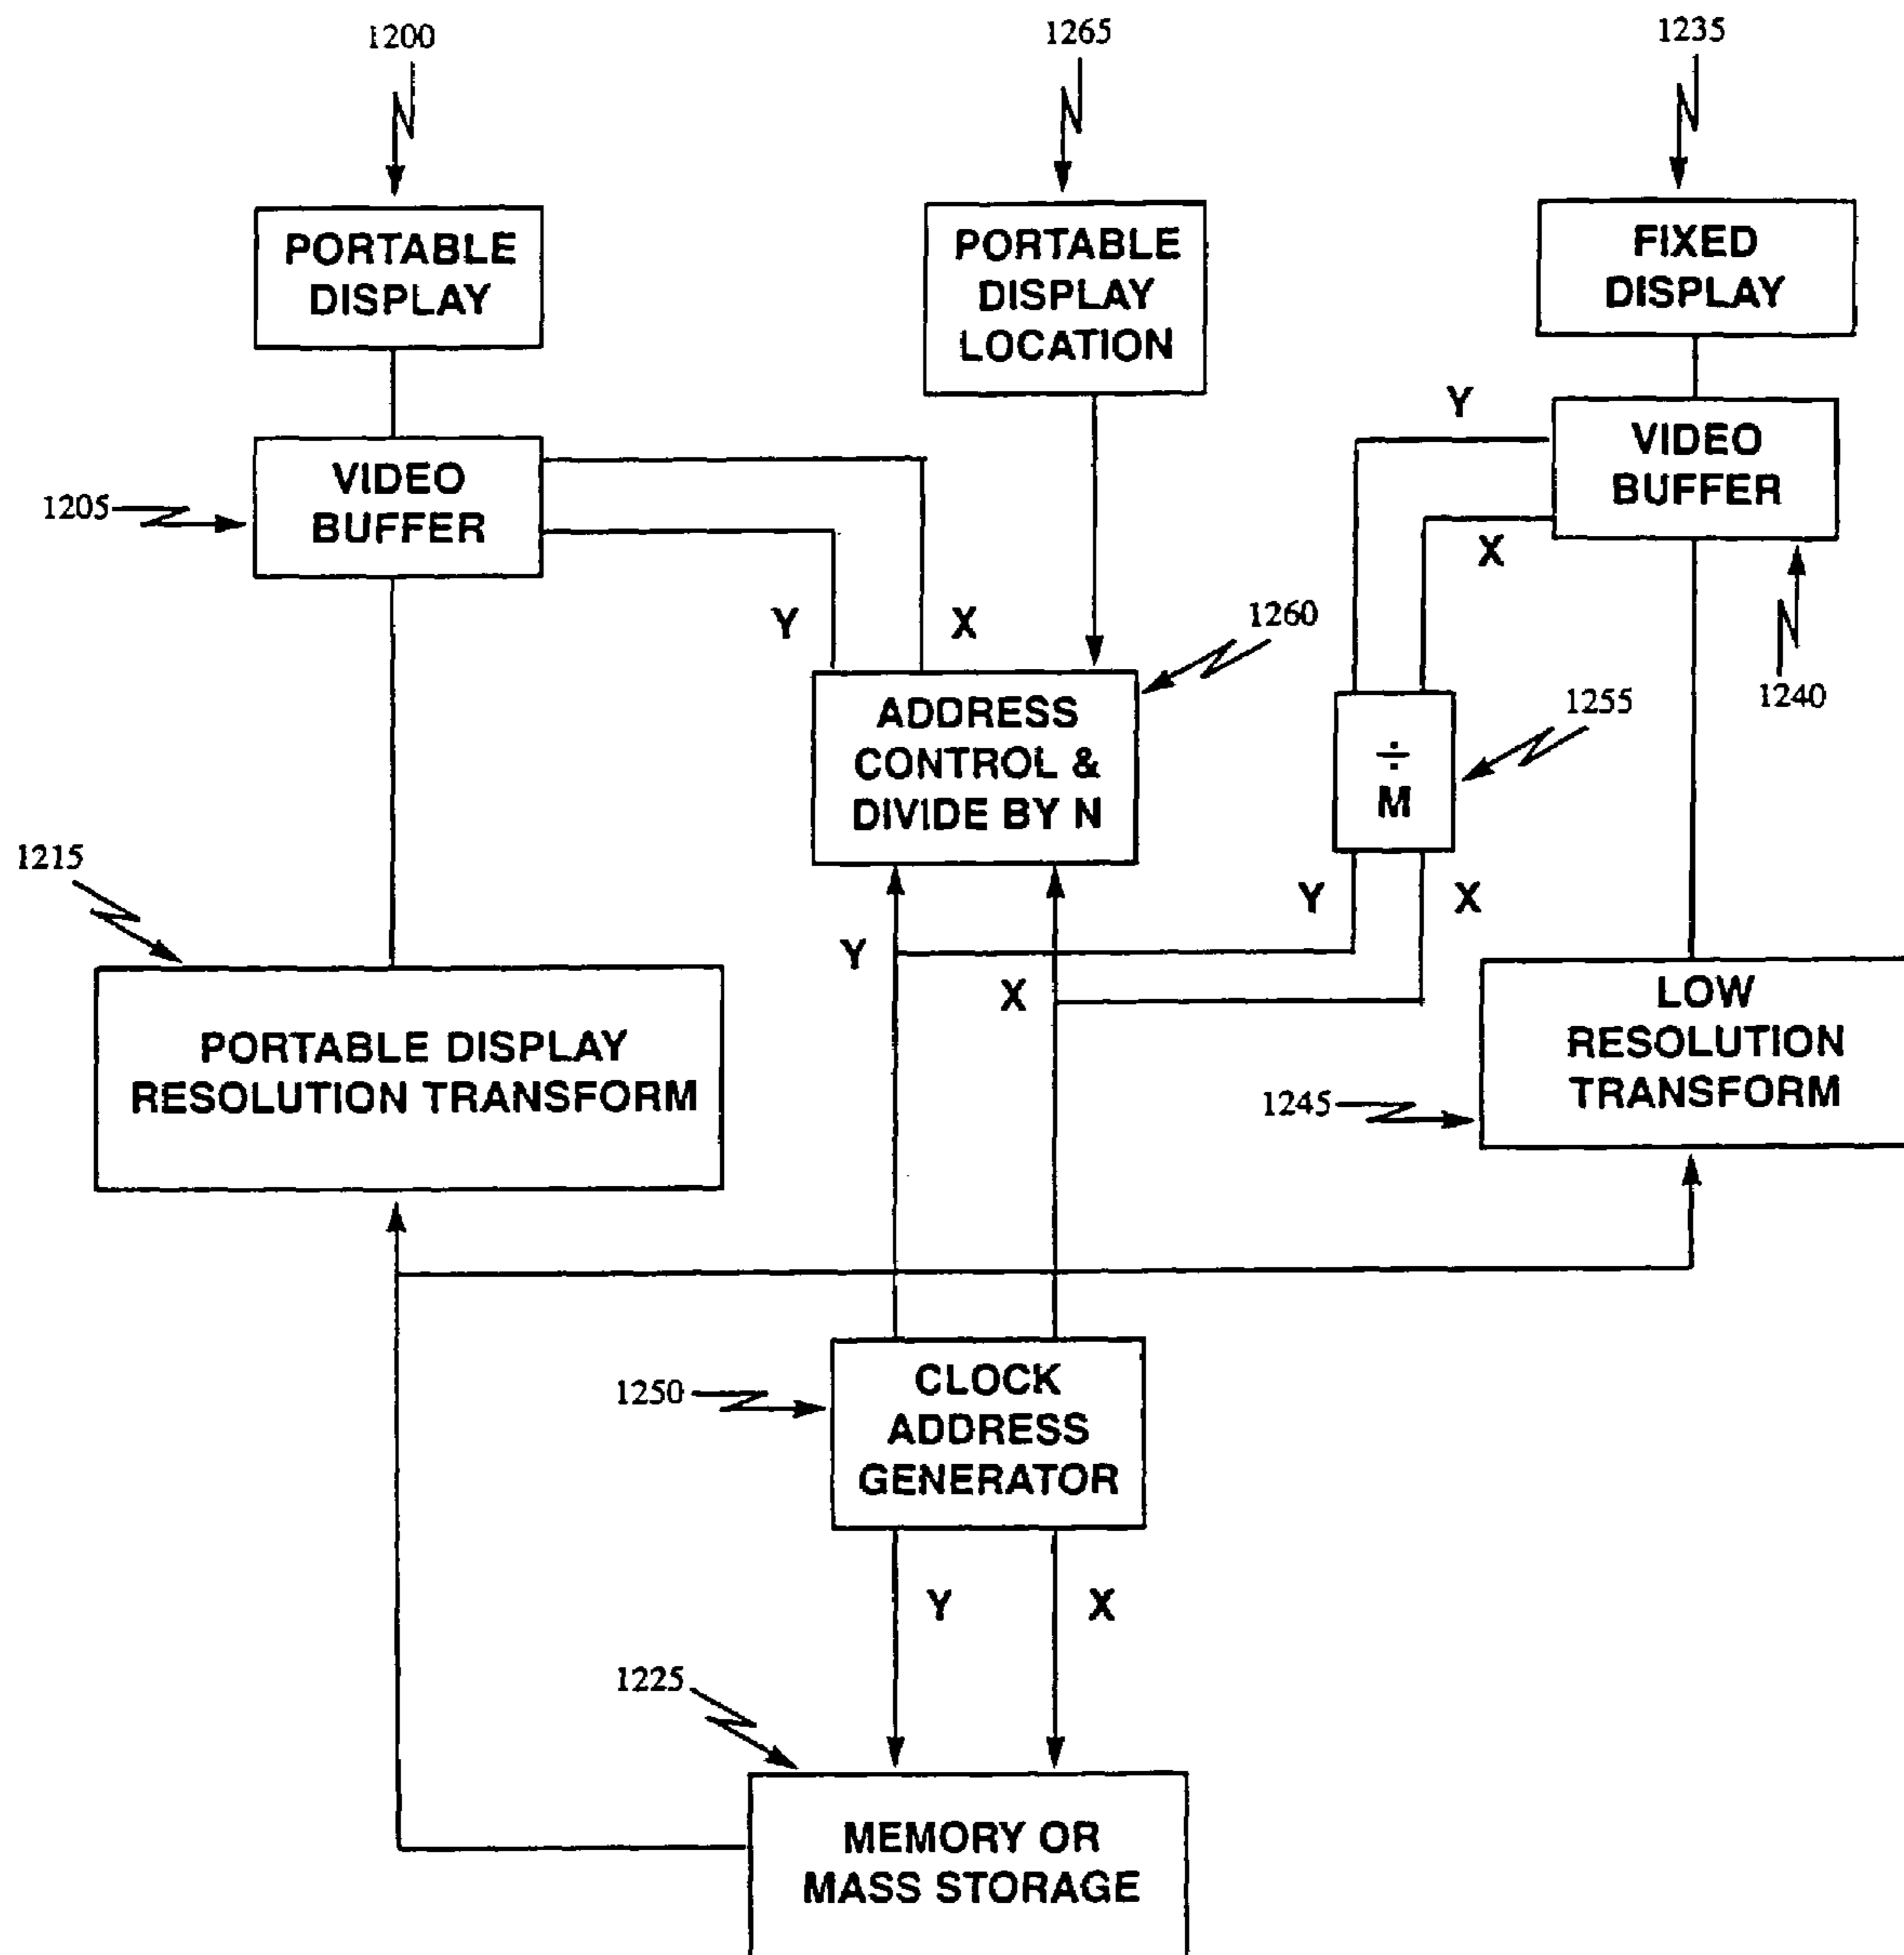 1200
1265
1235
PORTABLE
DISPLAY
PORTABLE
DISPLAY
LOCATION
FIXED
DISPLAY
Y
VIDEO
BUFFER
1205
VIDEO
BUFFER
X
Y
X
1260
1240
1255
ADDRESS
CONTROL &
DIVIDE BY N
÷
M
1215
Y
X
Y
X
PORTABLE DISPLAY
RESOLUTION TRANSFORM
LOW
RESOLUTION
TRANSFORM
1245
1250
CLOCK
ADDRESS
GENERATOR
Y
X
1225
MEMORY OR
MASS STORAGE